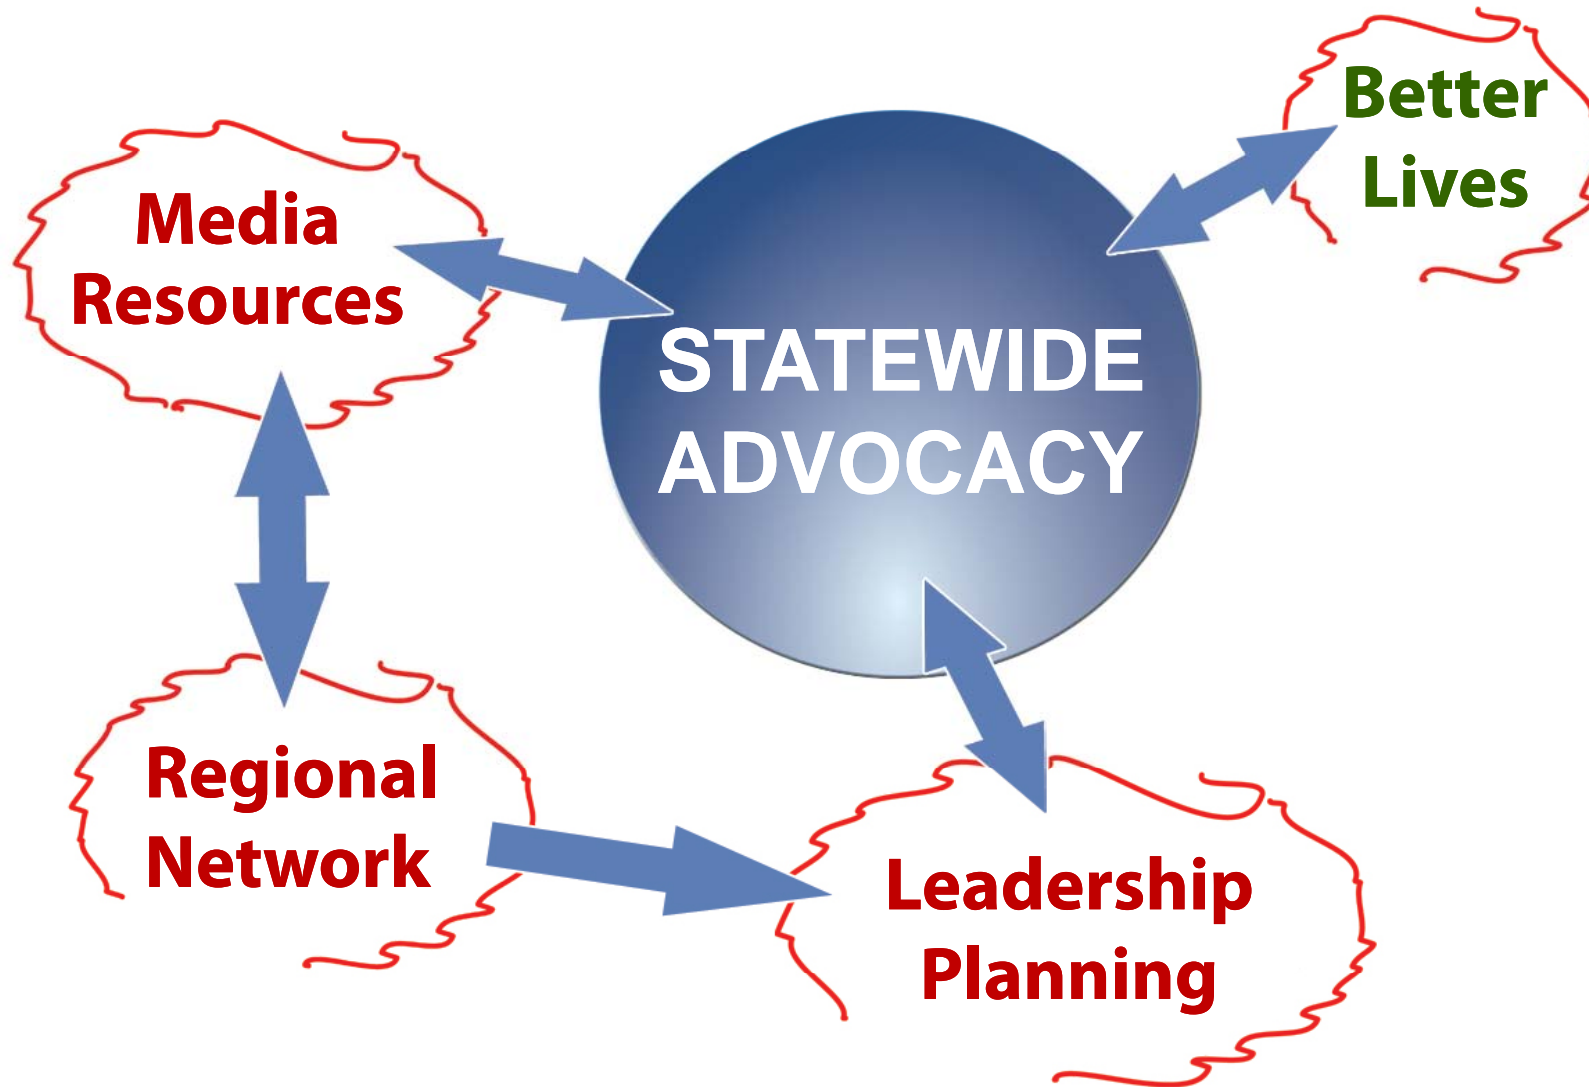 Better
Lives
Media
Resources
STATEWIDE
ADVOCACY
Regional
Network
Leadership
Planning